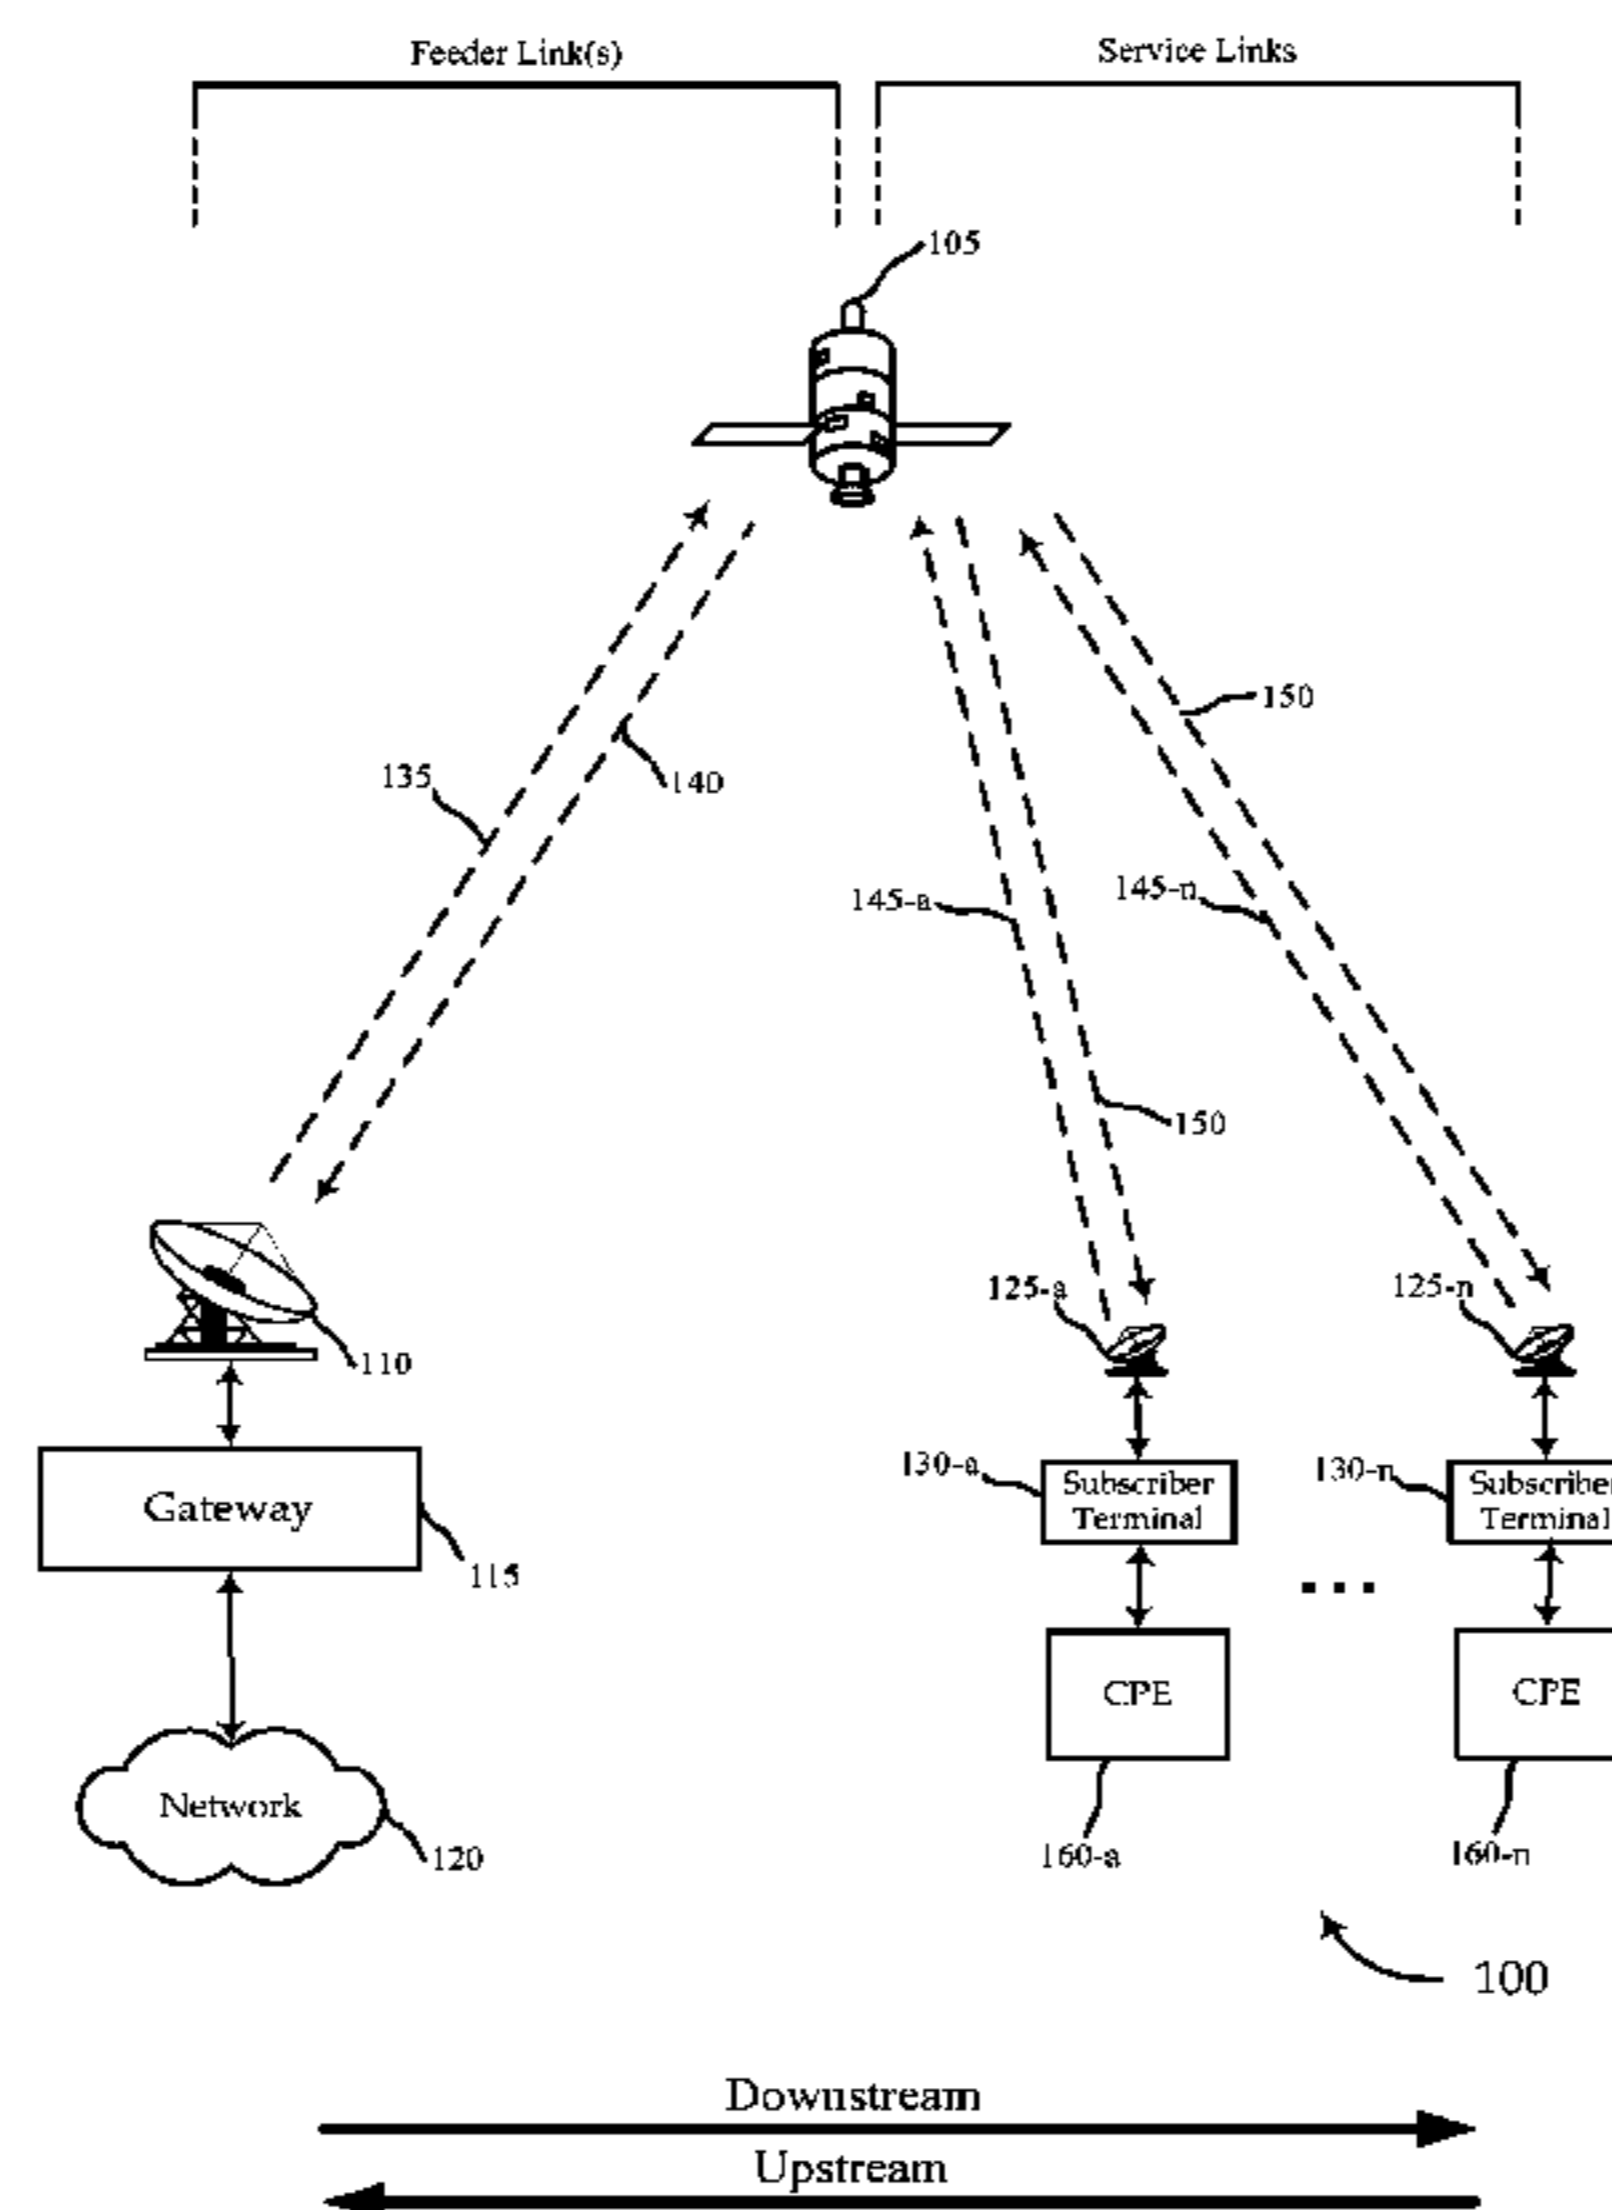 Feeder Link(s)
Service Links
105
150
135
140
145-a
145-n
150
125-a
125-n
110
130-a
Subscriber
Terminal
130-n
Subscriber
Terminal
Gateway
115
CPE
CPE
Network
120
160-a
160-n
100
Downstream
Upstream